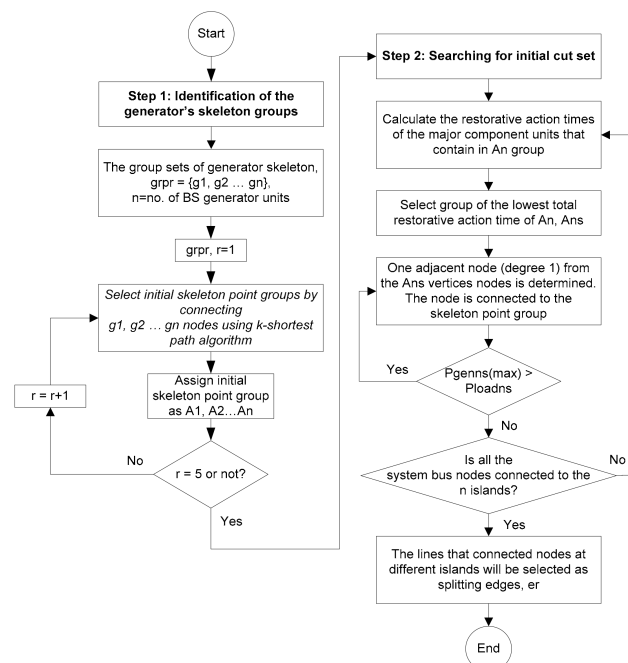 Start
Step 1: Identification of the
generator's skeleton groups
The group sets of generator skeleton,
grpr = {g1, g2 ... gn},
n=no. of BS generator units
grpr, r=1
Select initial skeleton point groups by
connecting
g1, g2 ... gn nodes using k-shortest
path algorithm
r = r+1
Assign initial
skeleton point group
as A1, A2...An
No
r = 5 or not?
Yes
Step 2: Searching for initial cut set
Calculate the restorative action times
of the major component units that
contain in An group
Select group of the lowest total
restorative action time of An, Ans
One adjacent node (degree 1) from
the Ans vertices nodes is determined.
The node is connected to the
skeleton point group
Yes
Pgenns(max) >
Ploadns
No
Is all the
system bus nodes connected to the
n islands?
No
Yes
The lines that connected nodes at
different islands will be selected as
splitting edges, er
End